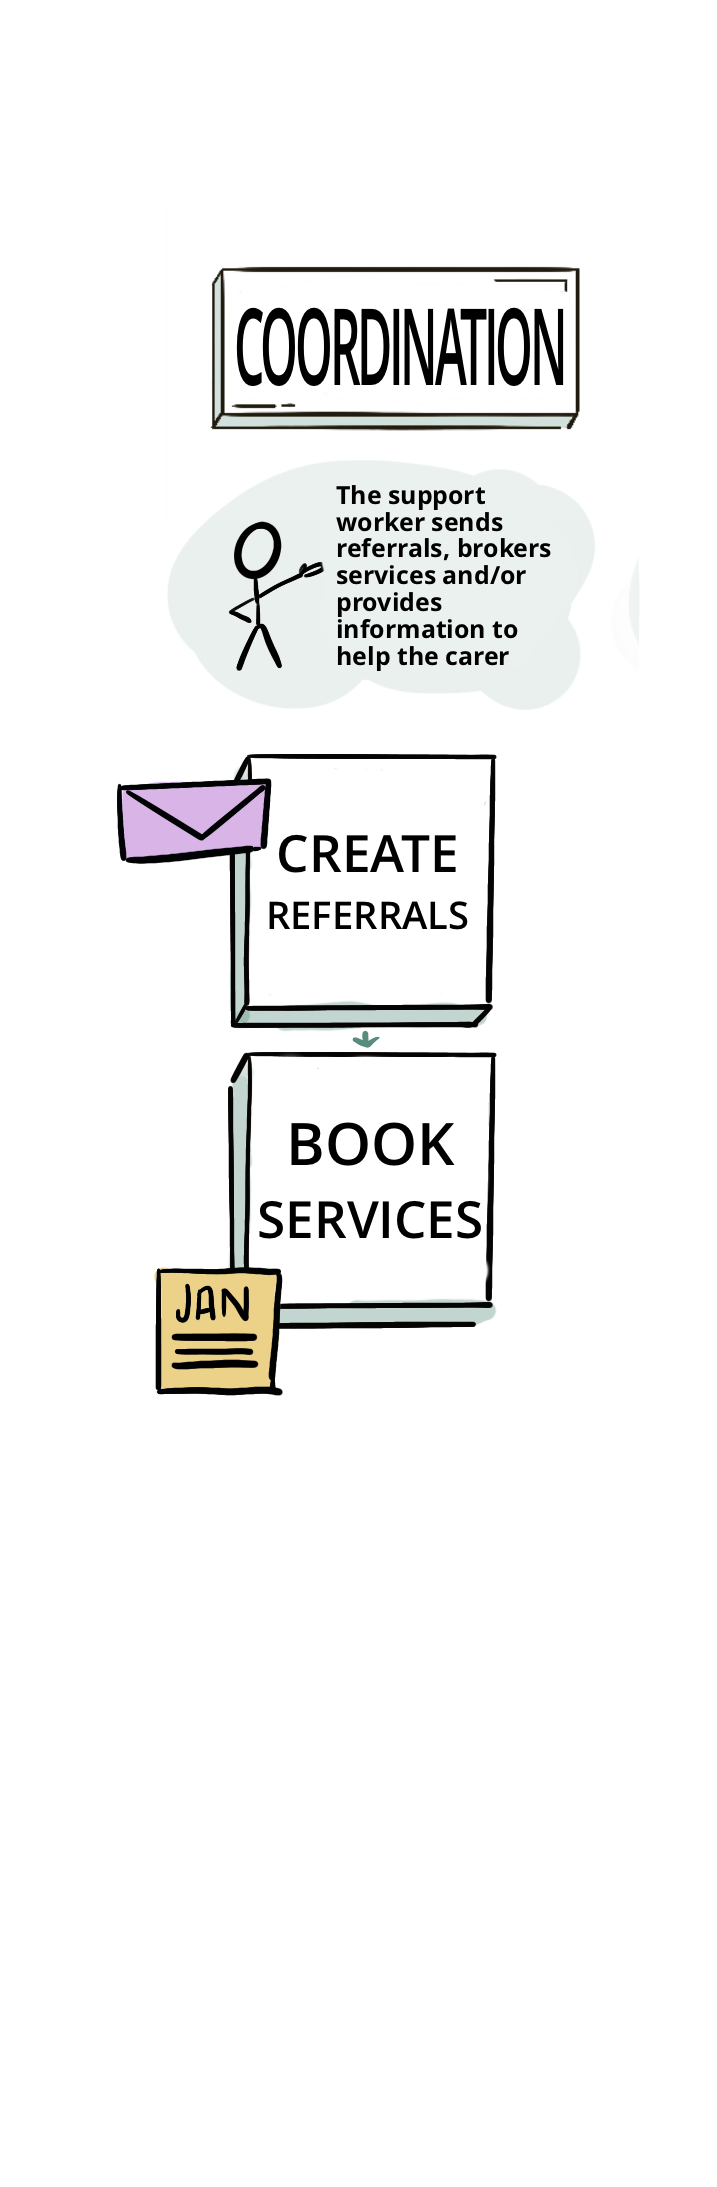 COORDINATION
The support
worker sends
referrals, brokers
services and/or
provides
information to
help the carer
CREATE
REFERRALS
BOOK
SERVICES
JAN